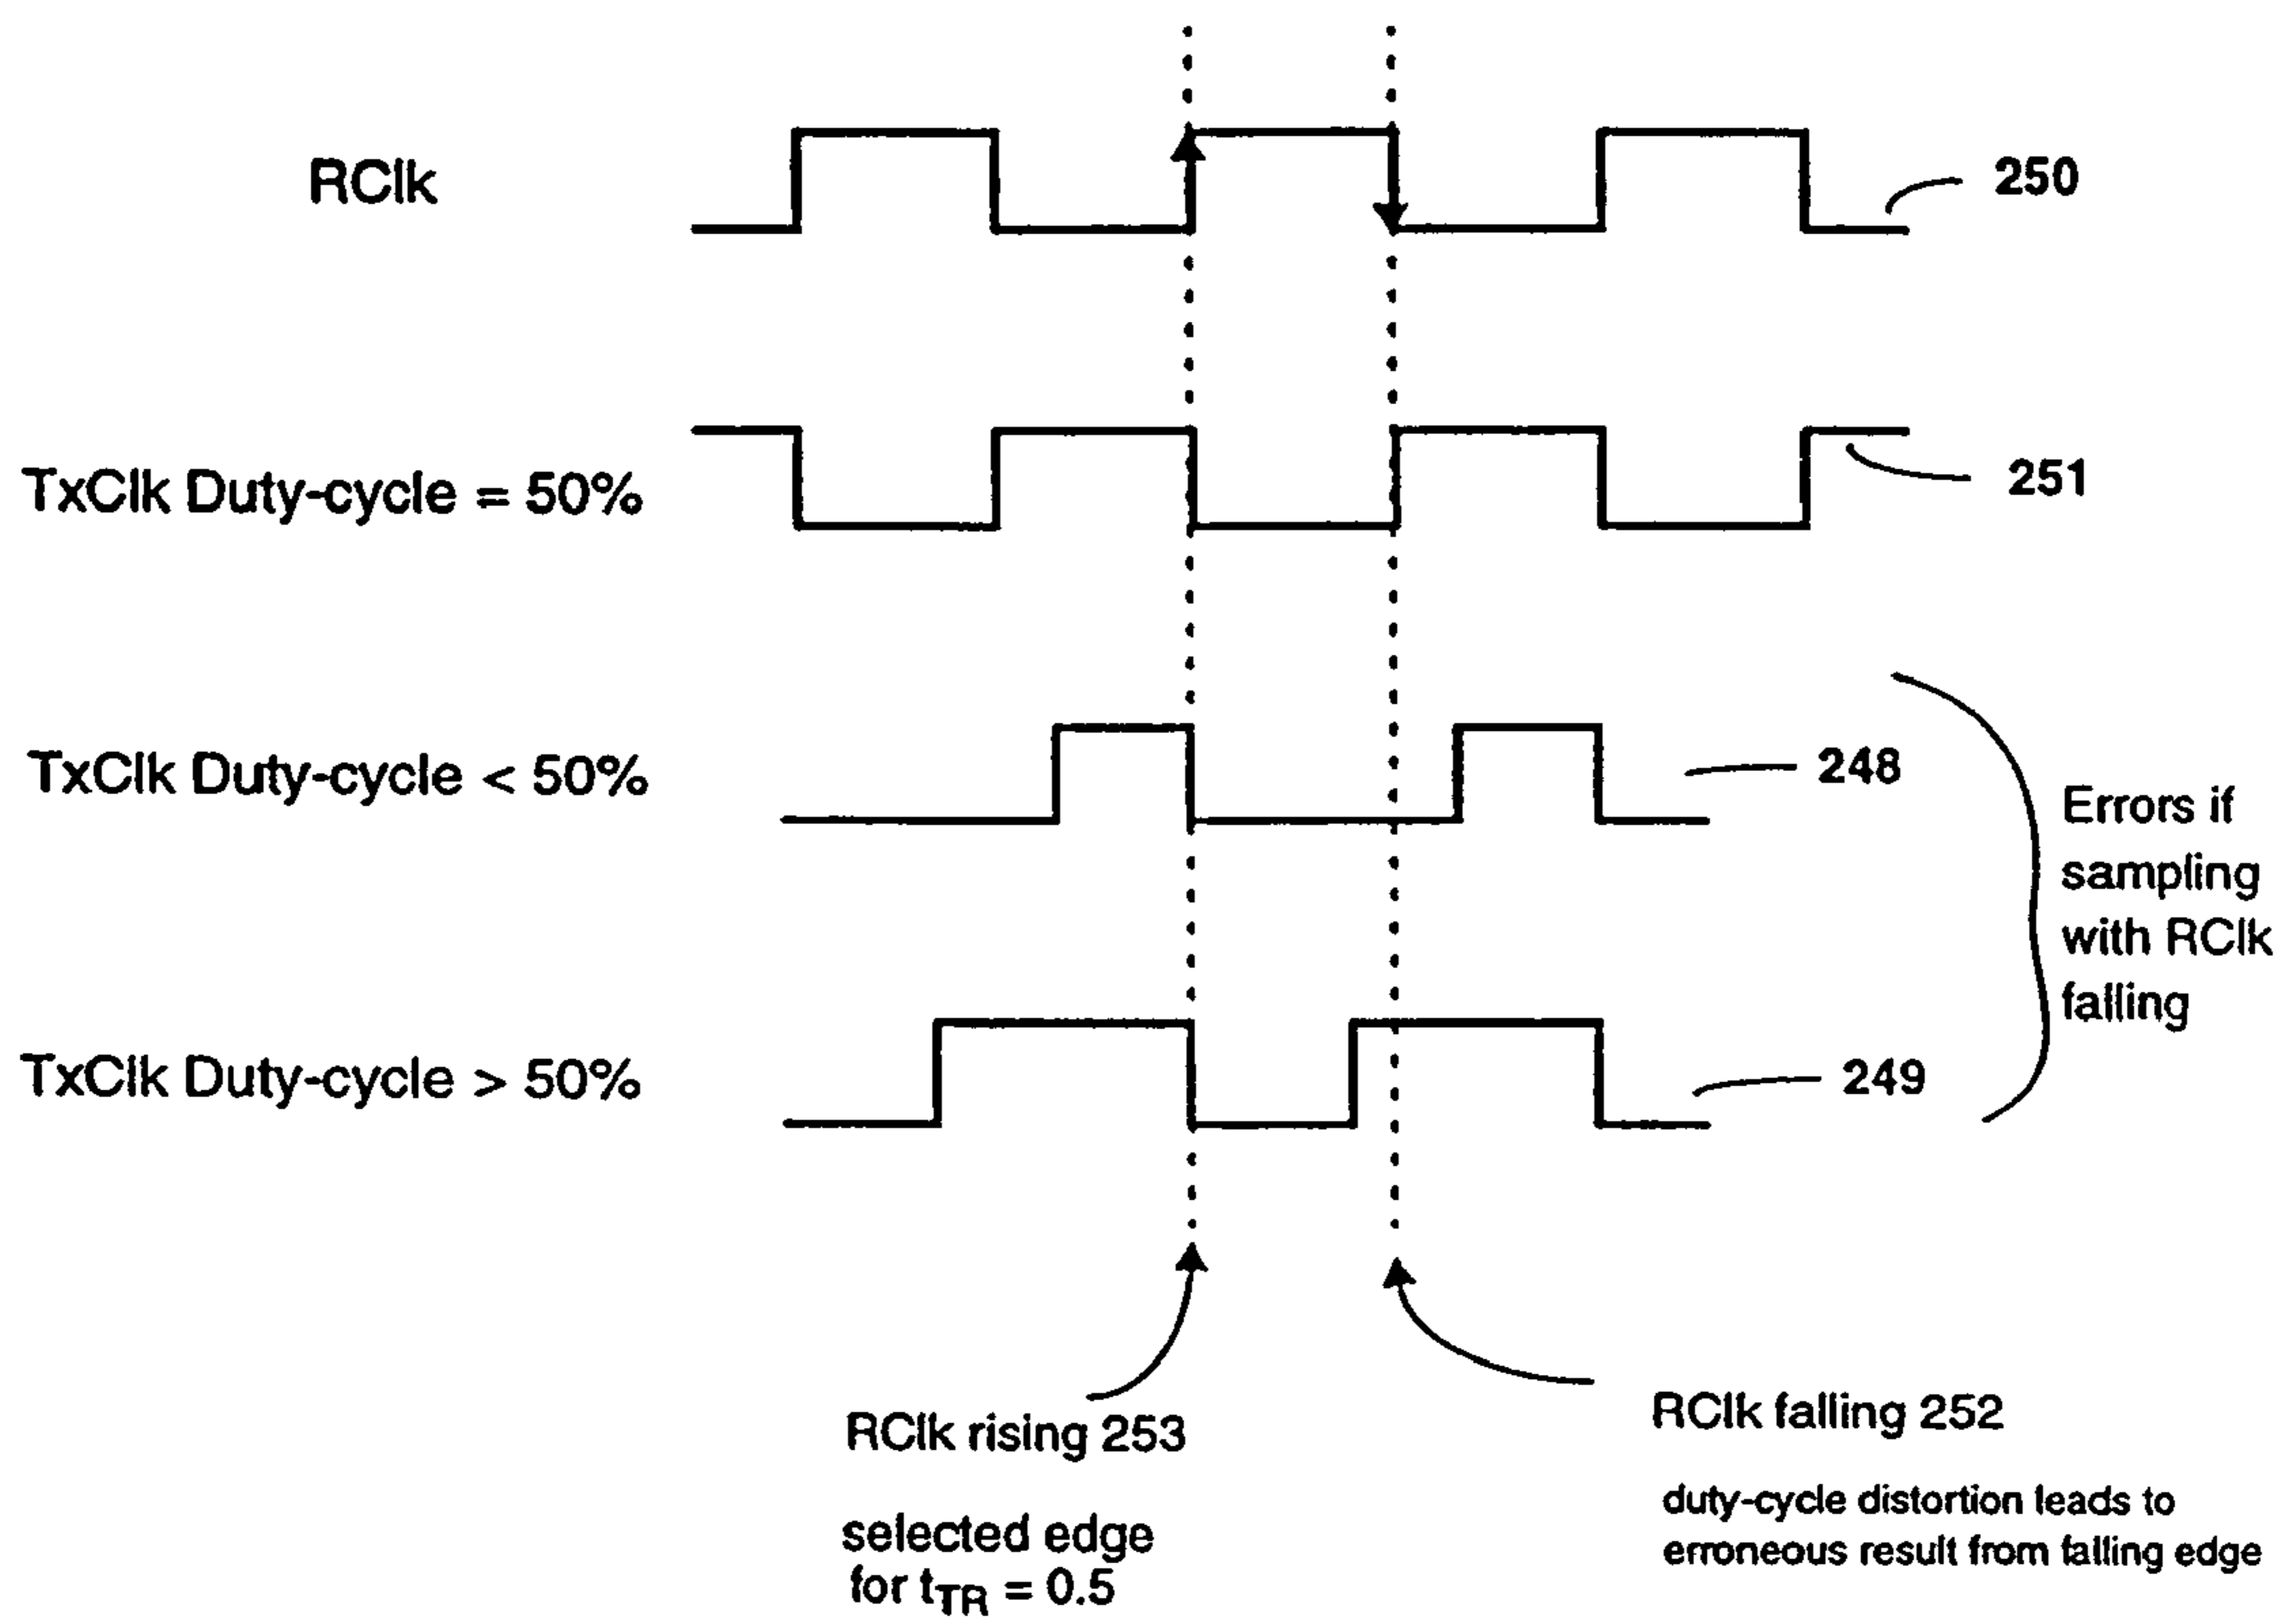 RClk
250
TxClk Duty-cycle = 50%
251
TxClk Duty-cycle < 50%
248
Errors if
sampling
with RClk
falling
TxClk Duty-cycle > 50%
249
RClk rising 253
selected edge
for tTR = 0.5
RClk falling 252
duty-cycle distortion leads to
erroneous result from falling edge